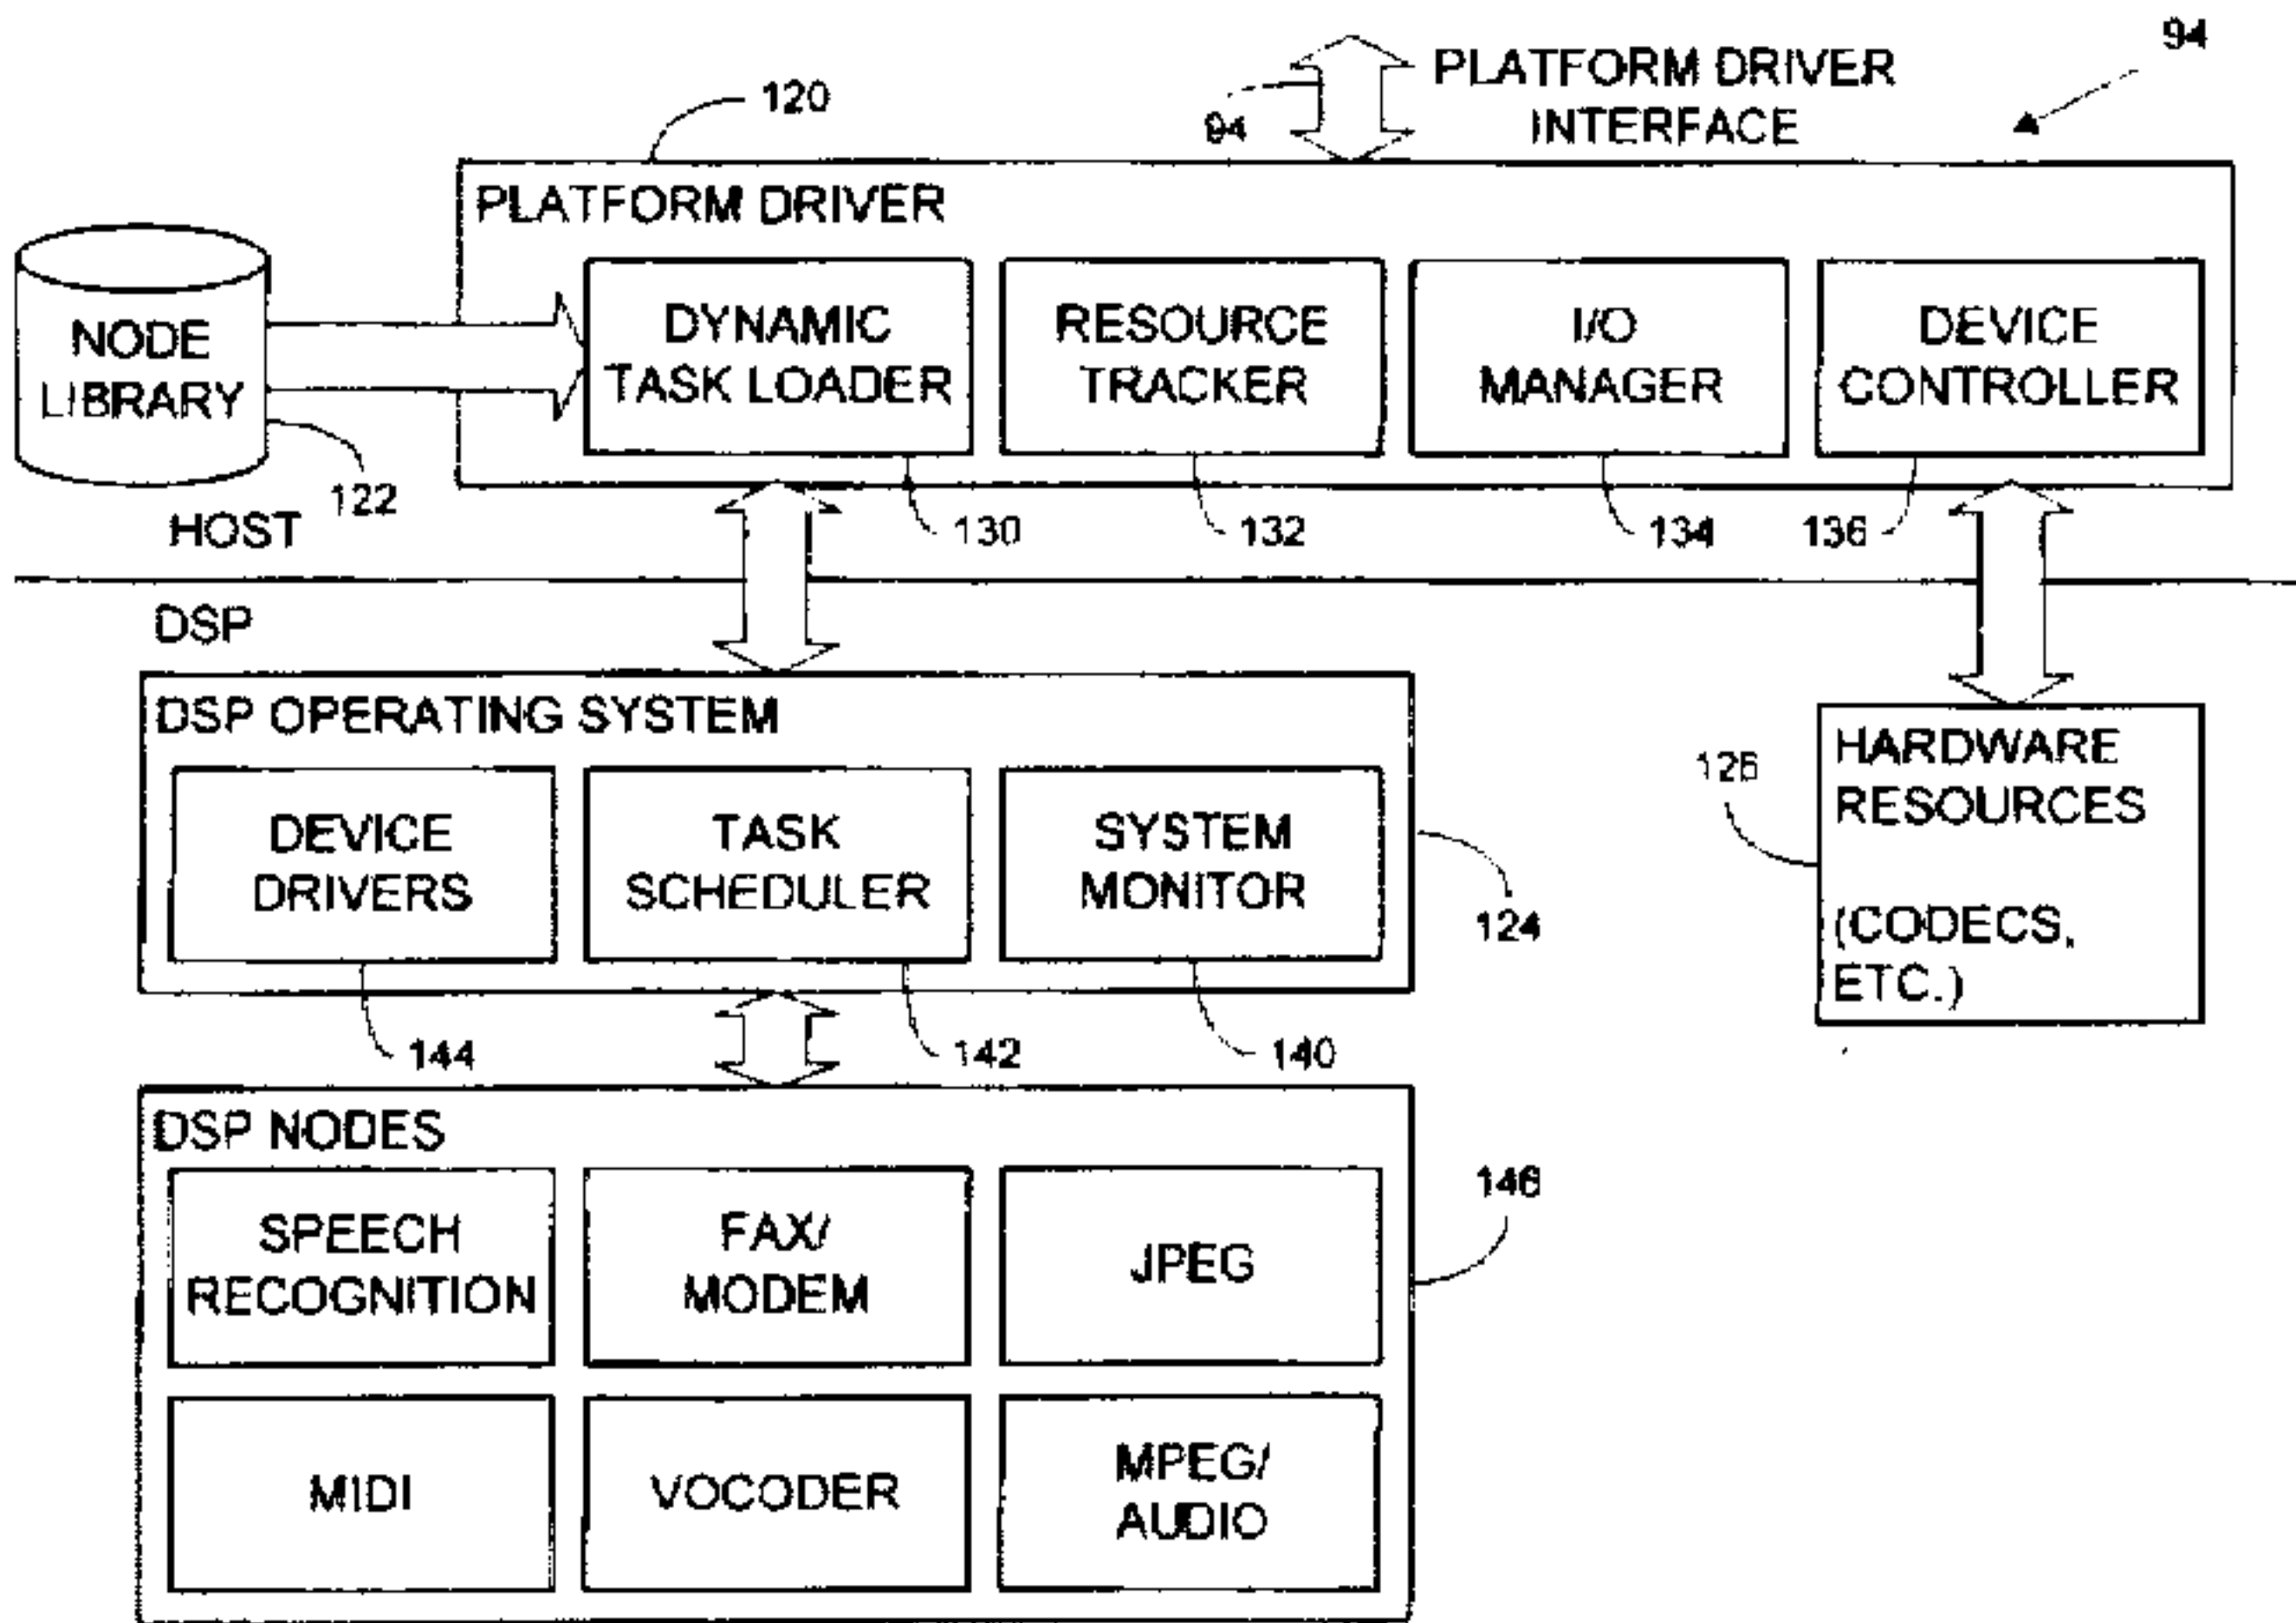 94
PLATFORM DRIVER
INTERFACE
94
120
PLATFORM DRIVER
NODE
LIBRARY
DYNAMIC
TASK LOADER
RESOURCE
TRACKER
I/O
MANAGER
DEVICE
CONTROLLER
122
HOST
130
132
134
136
DSP
DSP OPERATING SYSTEM
DEVICE
DRIVERS
TASK
SCHEDULER
SYSTEM
MONITOR
124
126
HARDWARE
RESOURCES
(CODECS,
ETC.)
144
142
140
DSP NODES
SPEECH
RECOGNITION
FAX/
MODEM
JPEG
146
MIDI
VOCODER
MPEG/
AUDIO